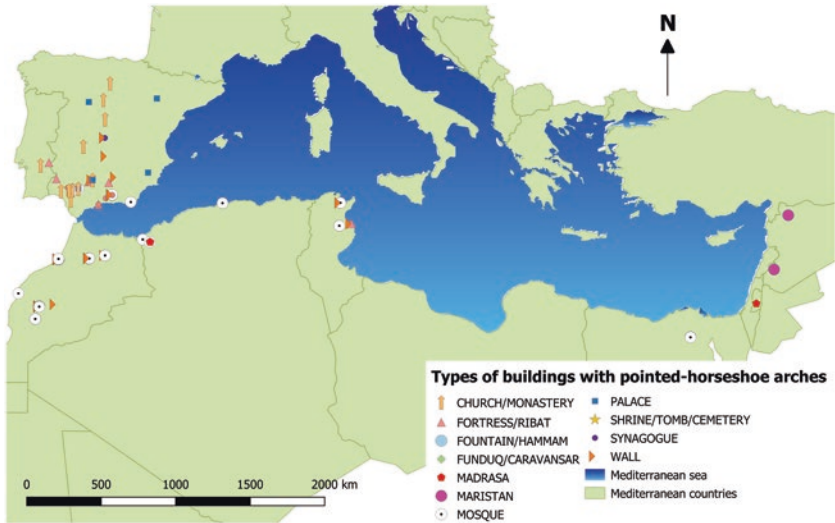 N
Types of buildings with pointed-horseshoe arches
CHURCH/MONASTERY
FORTRESS/RIBAT
FOUNTAIN/HAMMAM
FUNDUQ/CARAVANSAR
MADRASA
MARISTAN
MOSQUE
PALACE
SHRINE/TOMB/CEMETERY
SYNAGOGUE
WALL
Mediterranean sea
Mediterranean countries
0 500 1000 1500 2000 km